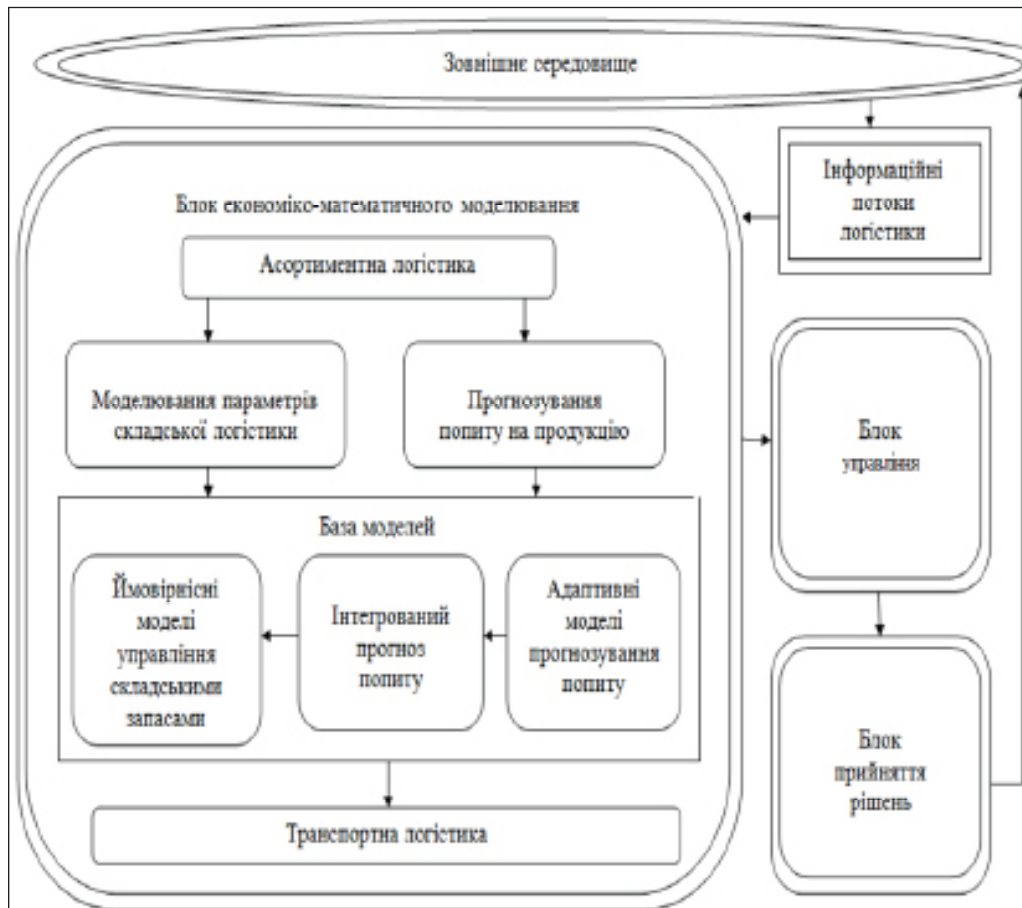 Зовнішнє середовище
Інформаційні
потоки
логістики
Блок економіко-математичного моделювання
Асортиментна логістика
Моделювання параметрів
складської логістики
Прогнозування
попиту на продукцію
База моделей
Ймовірнісні
моделі
управління
складськими
запасами
Інтегрований
прогноз
попиту
Адаптивні
моделі
прогнозування
попиту
Транспортна логістика
Блок
управління
Блок
прийняття
рішень